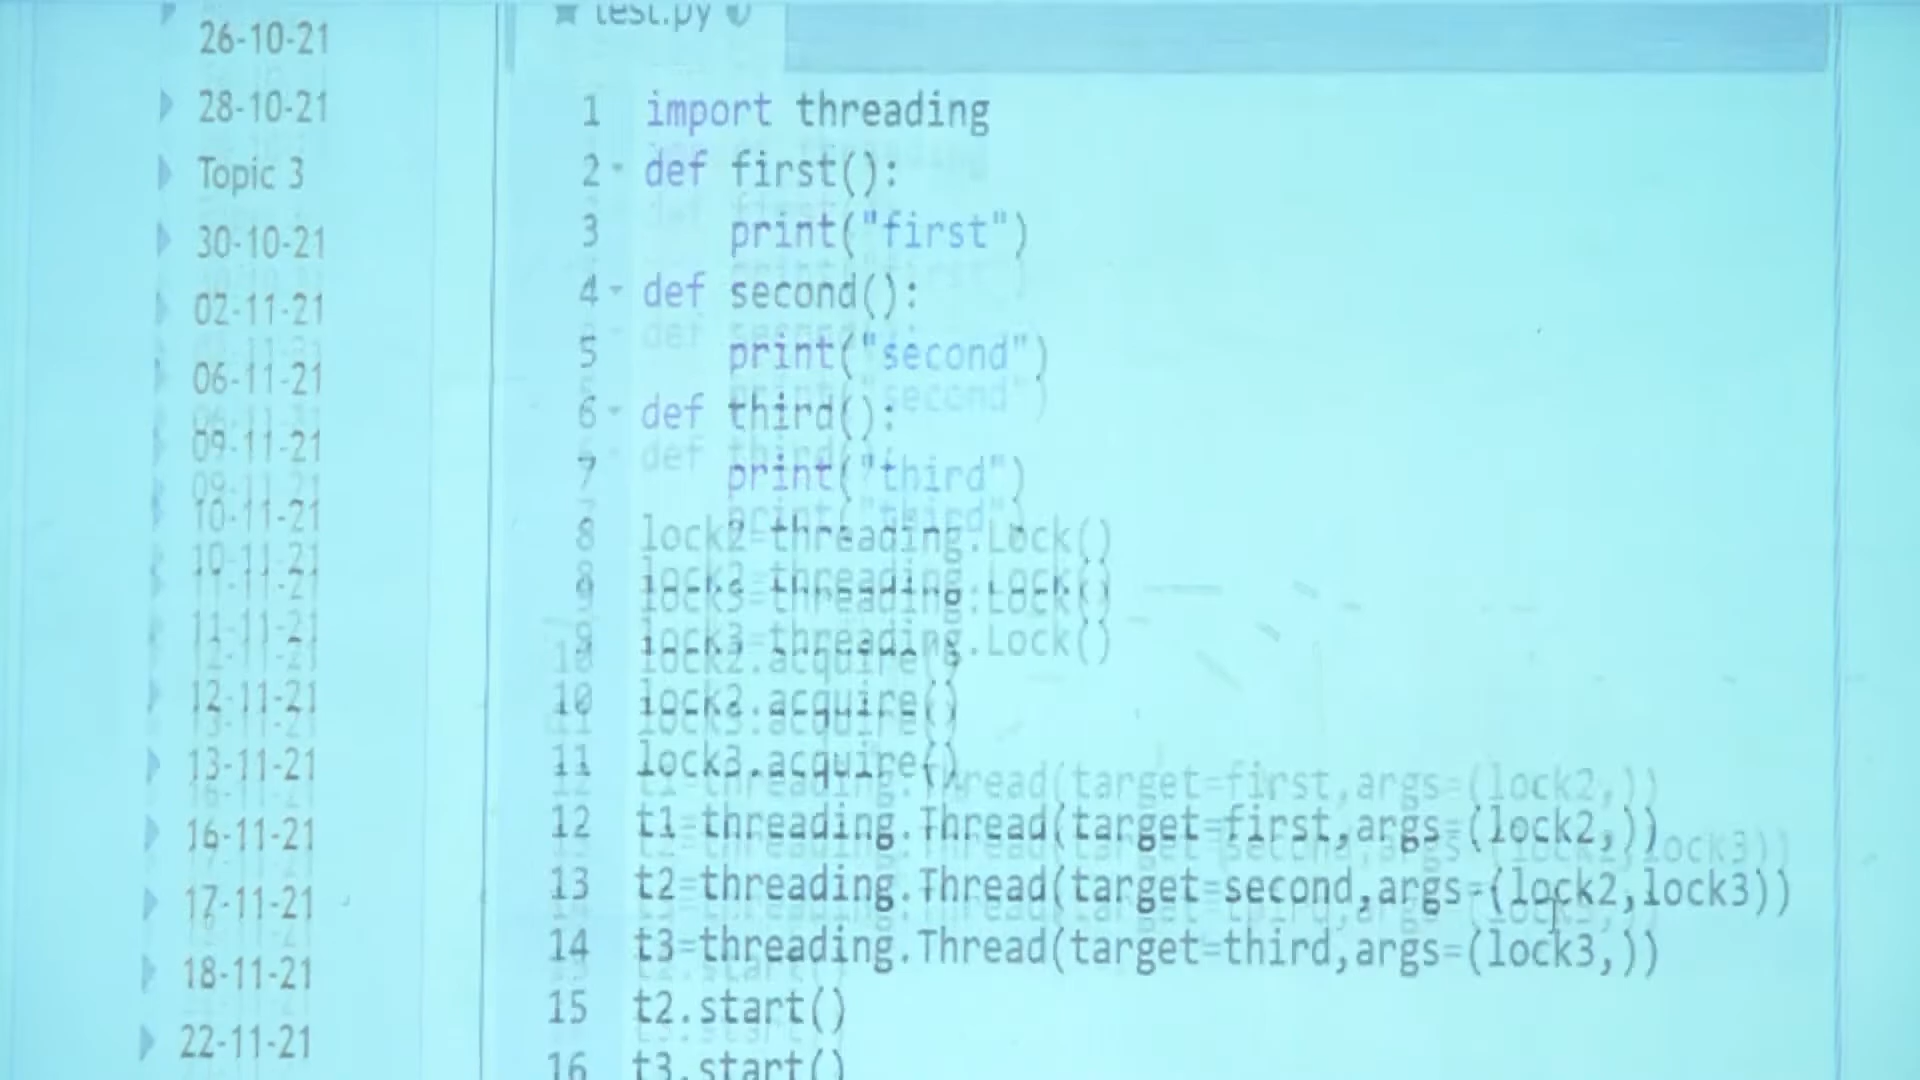 26-10-21
28-10-21
Topic 3
30-10-21
02-11-21
06-11-21
09-11-21
10-11-21
11-11-21
12-11-21
13-11-21
16-11-21
17-11-21
18-11-21
22-11-21
test.py
1 import threading
2 def first():
3 print("first")
4 def second():
5 print("second")
6 def third():
7 print("third")
8 lock2=threading.Lock()
9 lock3=threading.Lock()
10 lock2.acquire()
11 lock3.acquire()
12 t1=threading.Thread(target=first,args=(lock2,))
13 t2=threading.Thread(target=second,args=(lock2,lock3))
14 t3=threading.Thread(target=third,args=(lock3,))
15 t2.start()
16 t3.start()